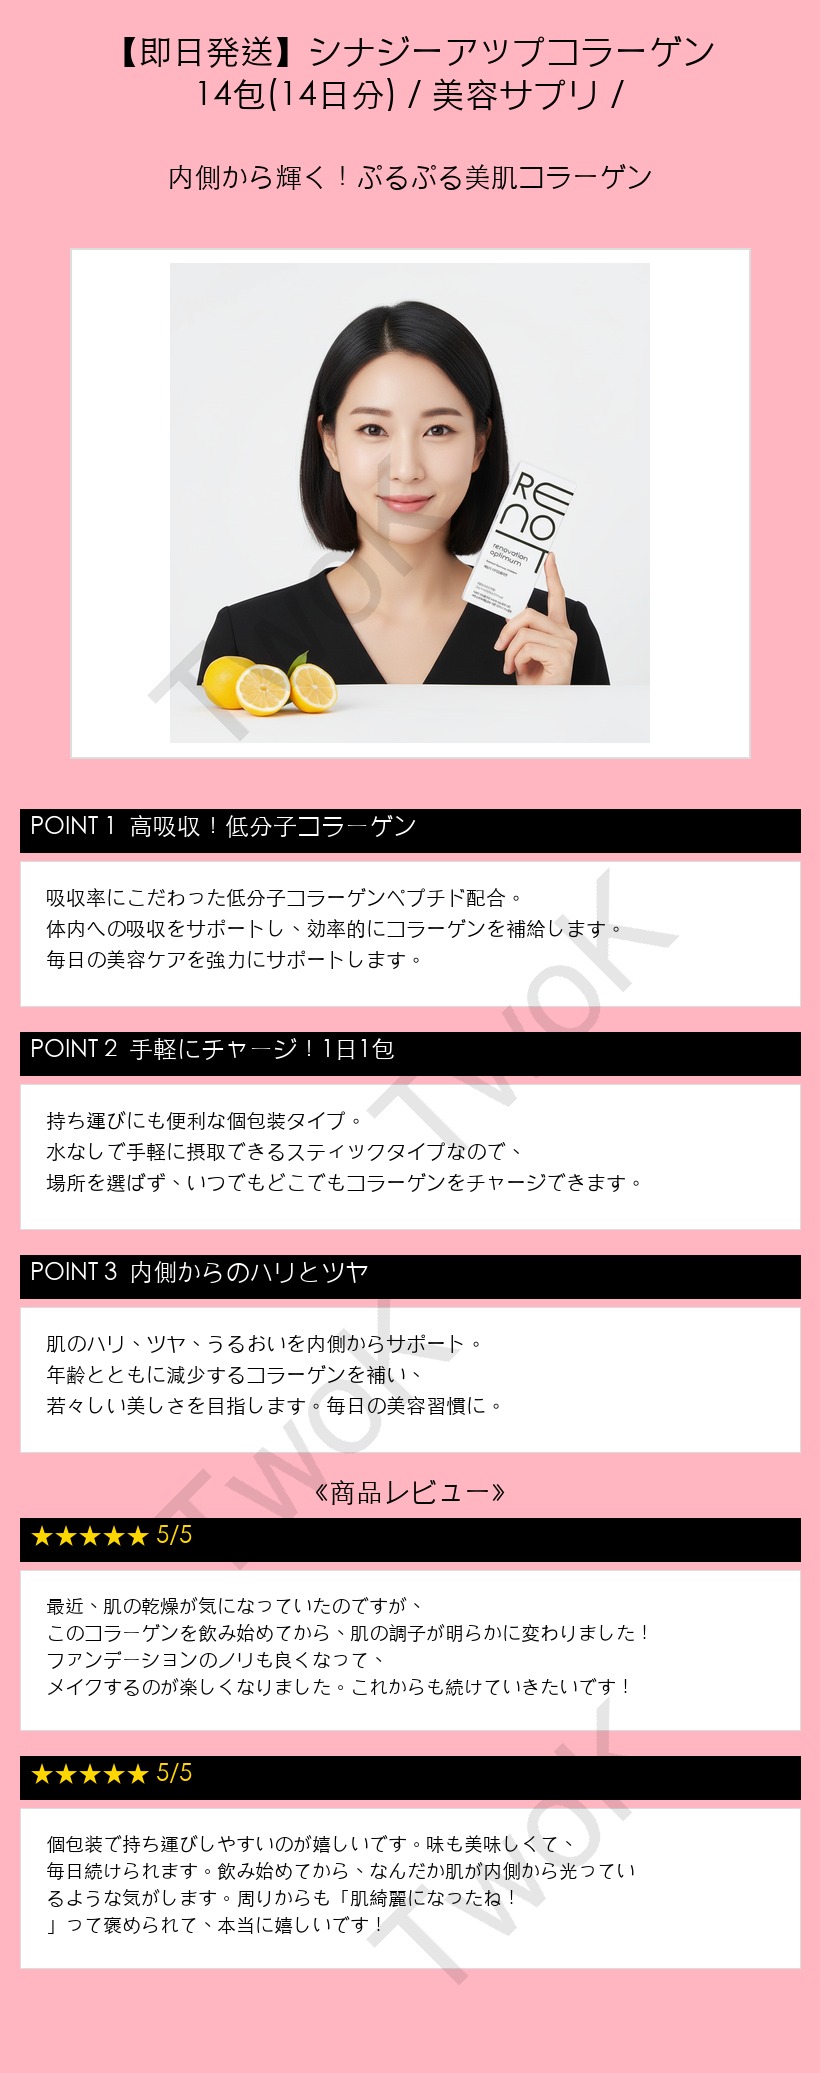 【即日発送】シナジーアップコラーゲン
14包(14日分) / 美容サプリ /
内側から輝く！ぷるぷる美肌コラーゲン
RE
NO
T
renovation
optimum
TwoK
POINT 1 高吸収！低分子コラーゲン
吸収率にこだわった低分子コラーゲンペプチド配合。
体内への吸収をサポートし、効率的にコラーゲンを補給します。
毎日の美容ケアを強力にサポートします。
TwoK
POINT 2 手軽にチャージ！1日1包
持ち運びにも便利な個包装タイプ。
水なしで手軽に摂取できるスティックタイプなので、
場所を選ばず、いつでもどこでもコラーゲンをチャージできます。
POINT 3 内側からのハリとツヤ
肌のハリ、ツヤ、うるおいを内側からサポート。
年齢とともに減少するコラーゲンを補い、
若々しい美しさを目指します。毎日の美容習慣に。
TwoK
《商品レビュー》
★★★★★ 5/5
最近、肌の乾燥が気になっていたのですが、
このコラーゲンを飲み始めてから、肌の調子が明らかに変わりました！
ファンデーションのノリも良くなって、
メイクするのが楽しくなりました。これからも続けていきたいです！
★★★★★ 5/5
個包装で持ち運びしやすいのが嬉しいです。味も美味しくて、
毎日続けられます。飲み始めてから、なんだか肌が内側から光ってい
るような気がします。周りからも「肌綺麗になったね！
」って褒められて、本当に嬉しいです！
TwoK